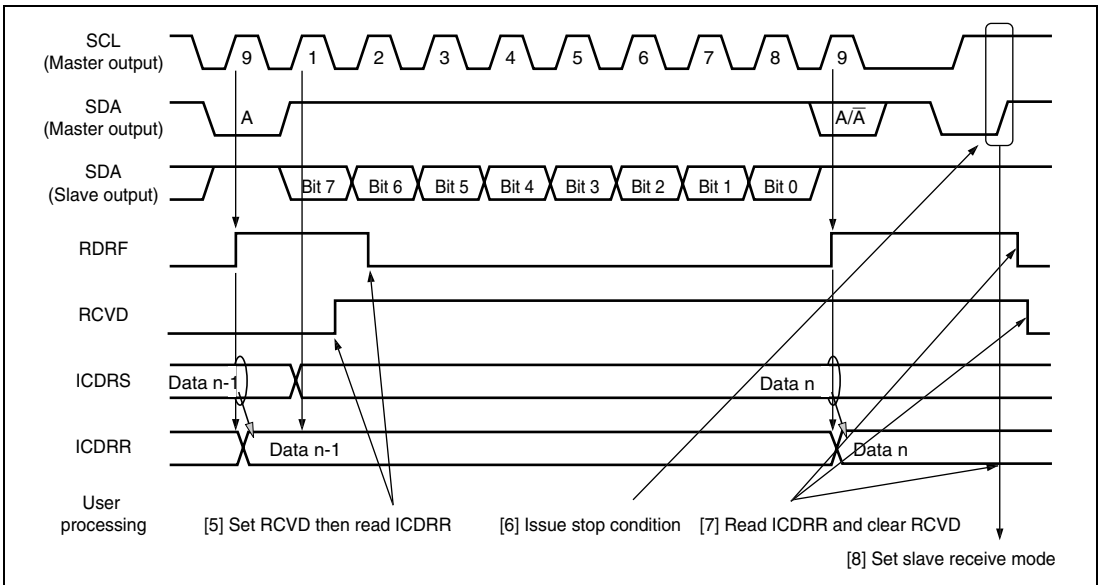 SCL
(Master output)
9 1 2 3 4 5 6 7 8 9
SDA
(Master output)
A A/A̅
SDA
(Slave output)
Bit 7 Bit 6 Bit 5 Bit 4 Bit 3 Bit 2 Bit 1 Bit 0
RDRF
RCVD
ICDRS
Data n-1 Data n
ICDRR
Data n-1 Data n
User
processing
[5] Set RCVD then read ICDRR [6] Issue stop condition [7] Read ICDRR and clear RCVD
[8] Set slave receive mode